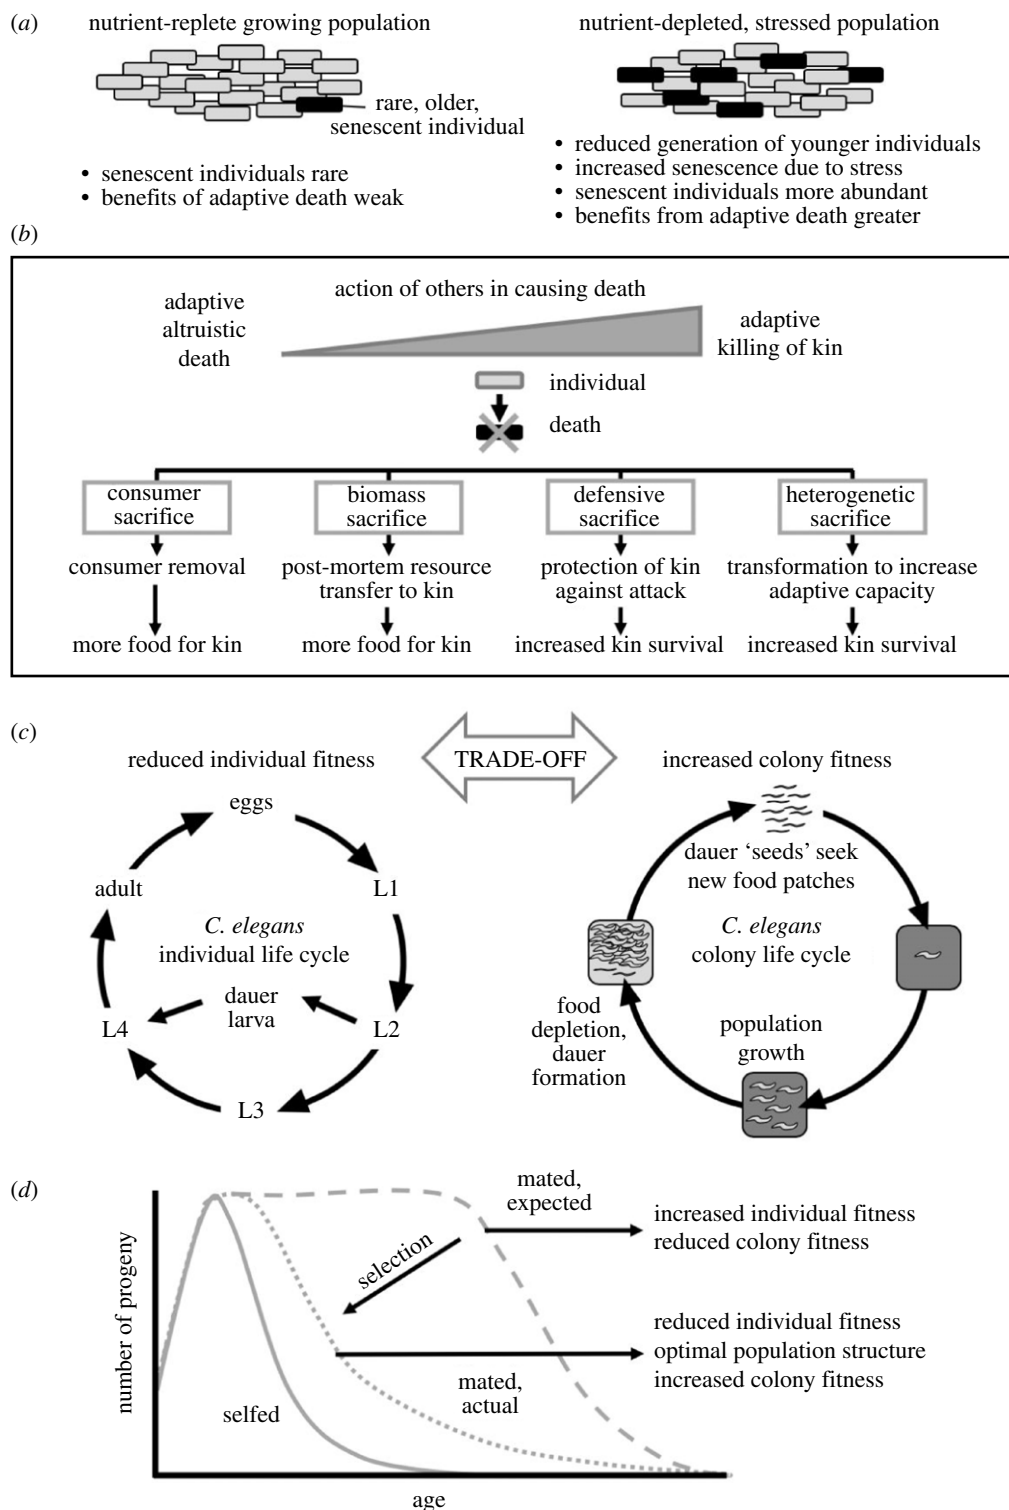 (a)
nutrient-replete growing population
rare, older,
senescent individual
• senescent individuals rare
• benefits of adaptive death weak
nutrient-depleted, stressed population
• reduced generation of younger individuals
• increased senescence due to stress
• senescent individuals more abundant
• benefits from adaptive death greater
(b)
action of others in causing death
adaptive
altruistic
death
adaptive
killing of kin
individual
death
consumer
sacrifice
consumer removal
more food for kin
biomass
sacrifice
post-mortem resource
transfer to kin
more food for kin
defensive
sacrifice
protection of kin
against attack
increased kin survival
heterogenetic
sacrifice
transformation to increase
adaptive capacity
increased kin survival
(c)
reduced individual fitness
TRADE-OFF
increased colony fitness
eggs
L1
L2
L3
L4
adult
dauer
larva
C. elegans
individual life cycle
dauer ‘seeds’ seek
new food patches
C. elegans
colony life cycle
population
growth
food
depletion,
dauer
formation
(d)
number of progeny
age
selfed
mated,
actual
selection
mated,
expected
increased individual fitness
reduced colony fitness
reduced individual fitness
optimal population structure
increased colony fitness